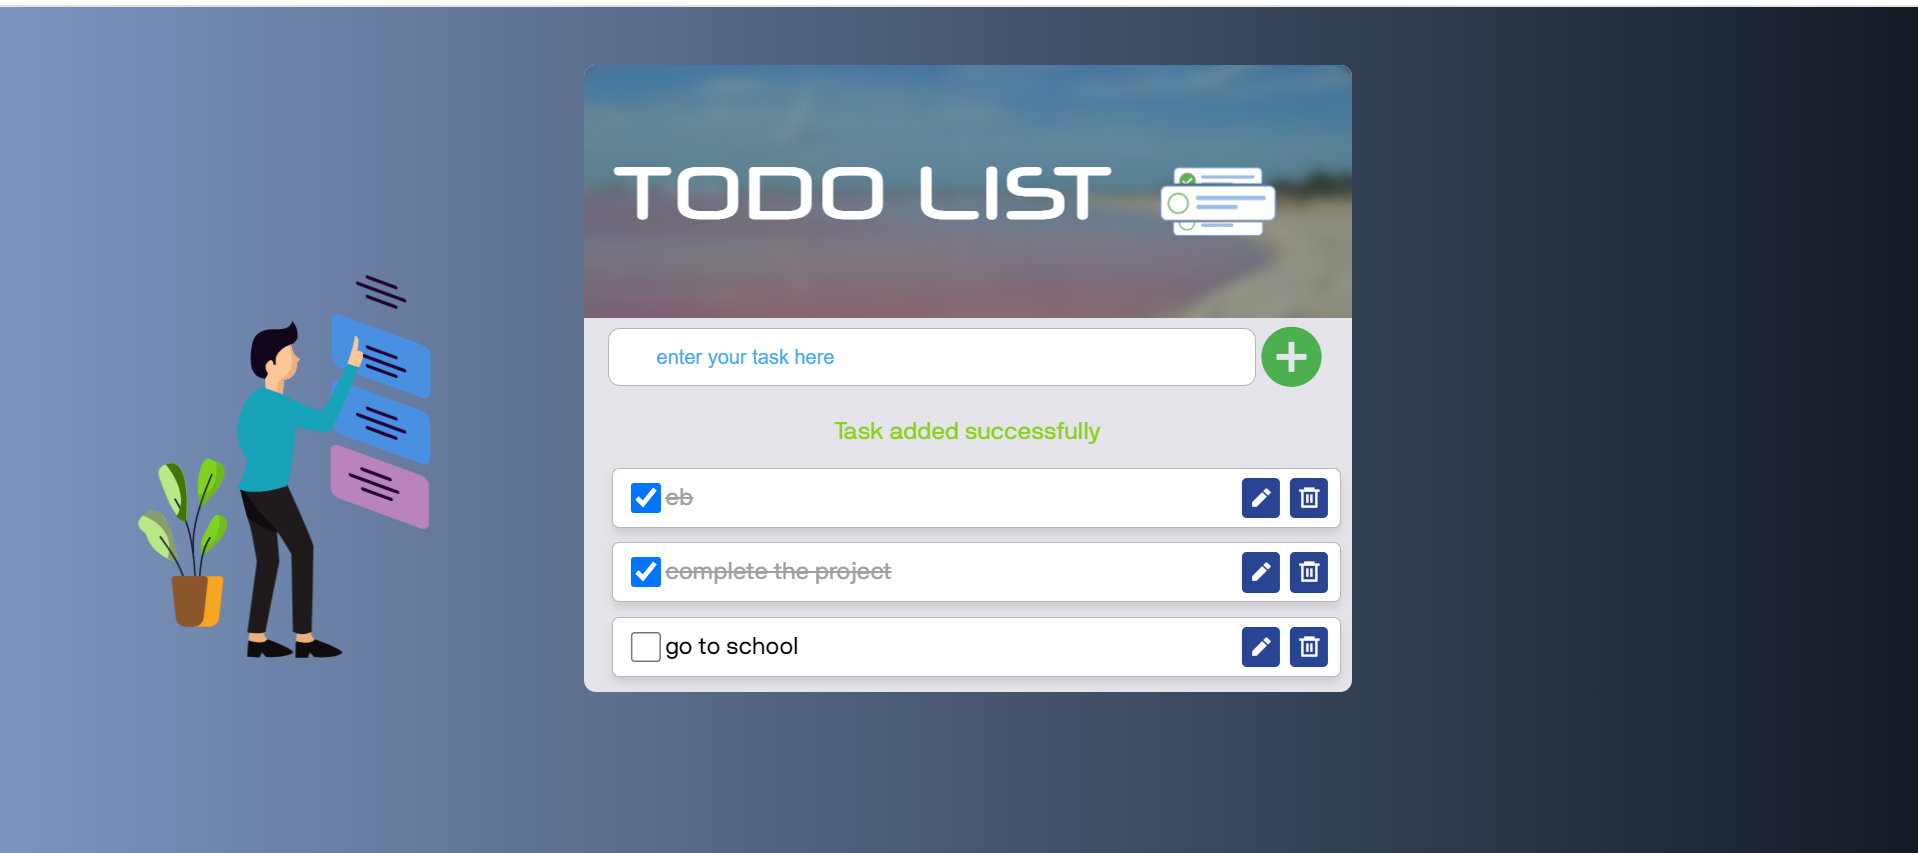 TODO LIST
enter your task here
Task added successfully
eb
complete the project
go to school